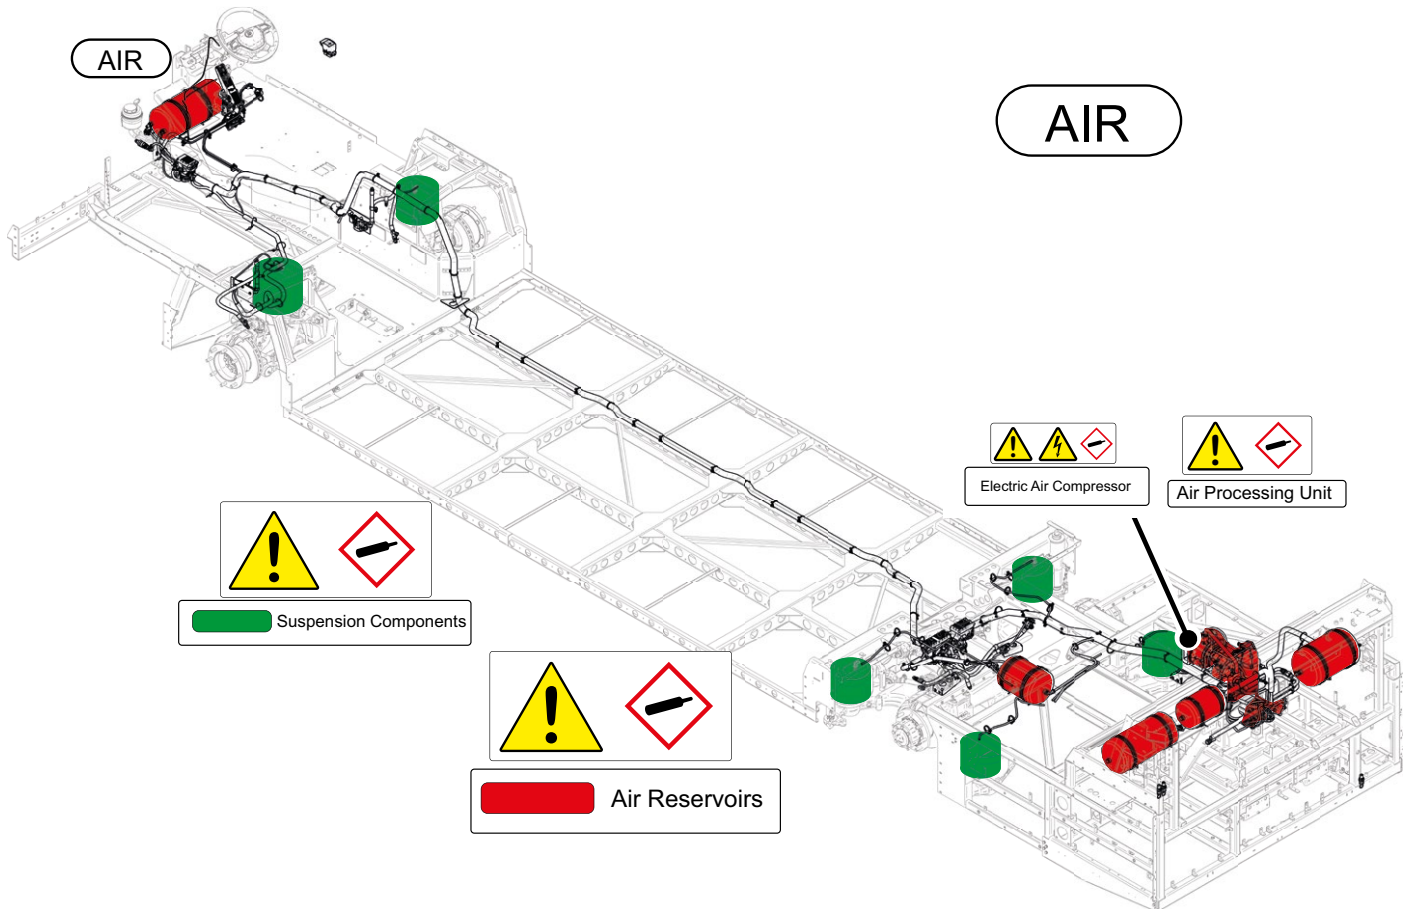 AIR
AIR
Electric Air Compressor
Air Processing Unit
Suspension Components
Air Reservoirs